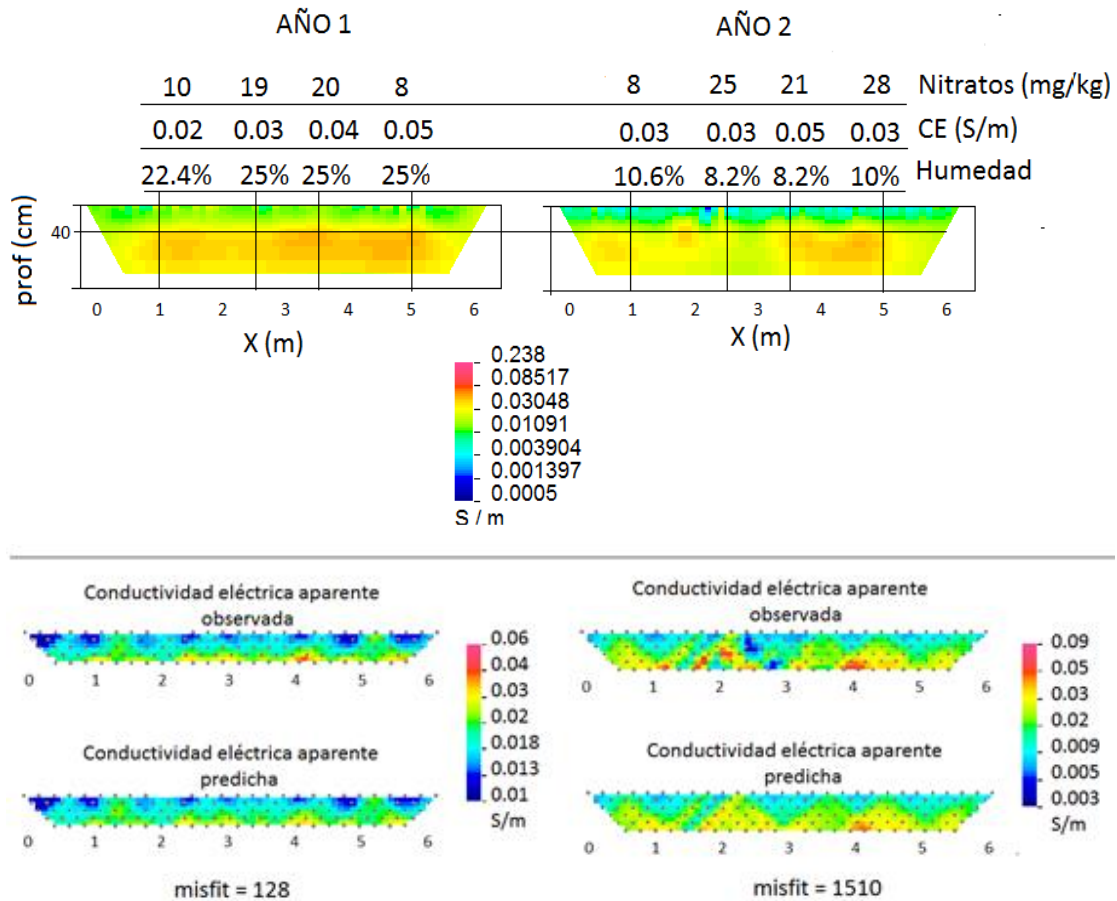 AÑO 1
AÑO 2
10 19 20 8
8 25 21 28 Nitratos (mg/kg)
0.02 0.03 0.04 0.05
0.03 0.03 0.05 0.03 CE (S/m)
22.4% 25% 25% 25%
10.6% 8.2% 8.2% 10% Humedad
prof (cm)
40
0 1 2 3 4 5 6
X (m)
0 1 2 3 4 5 6
X (m)
0.238
0.08517
0.03048
0.01091
0.003904
0.001397
0.0005
S / m
Conductividad eléctrica aparente
observada
0 1 2 3 4 5 6
Conductividad eléctrica aparente
predicha
0 1 2 3 4 5 6
misfit = 128
0.06
0.04
0.03
0.02
0.018
0.013
0.01
S/m
Conductividad eléctrica aparente
observada
0 1 2 3 4 5 6
Conductividad eléctrica aparente
predicha
0 1 2 3 4 5 6
misfit = 1510
0.09
0.05
0.03
0.02
0.009
0.005
0.003
S/m